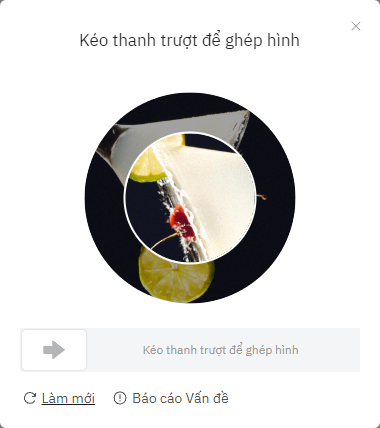 Kéo thanh trượt để ghép hình
Kéo thanh trượt để ghép hình
Làm mới
Báo cáo Vấn đề